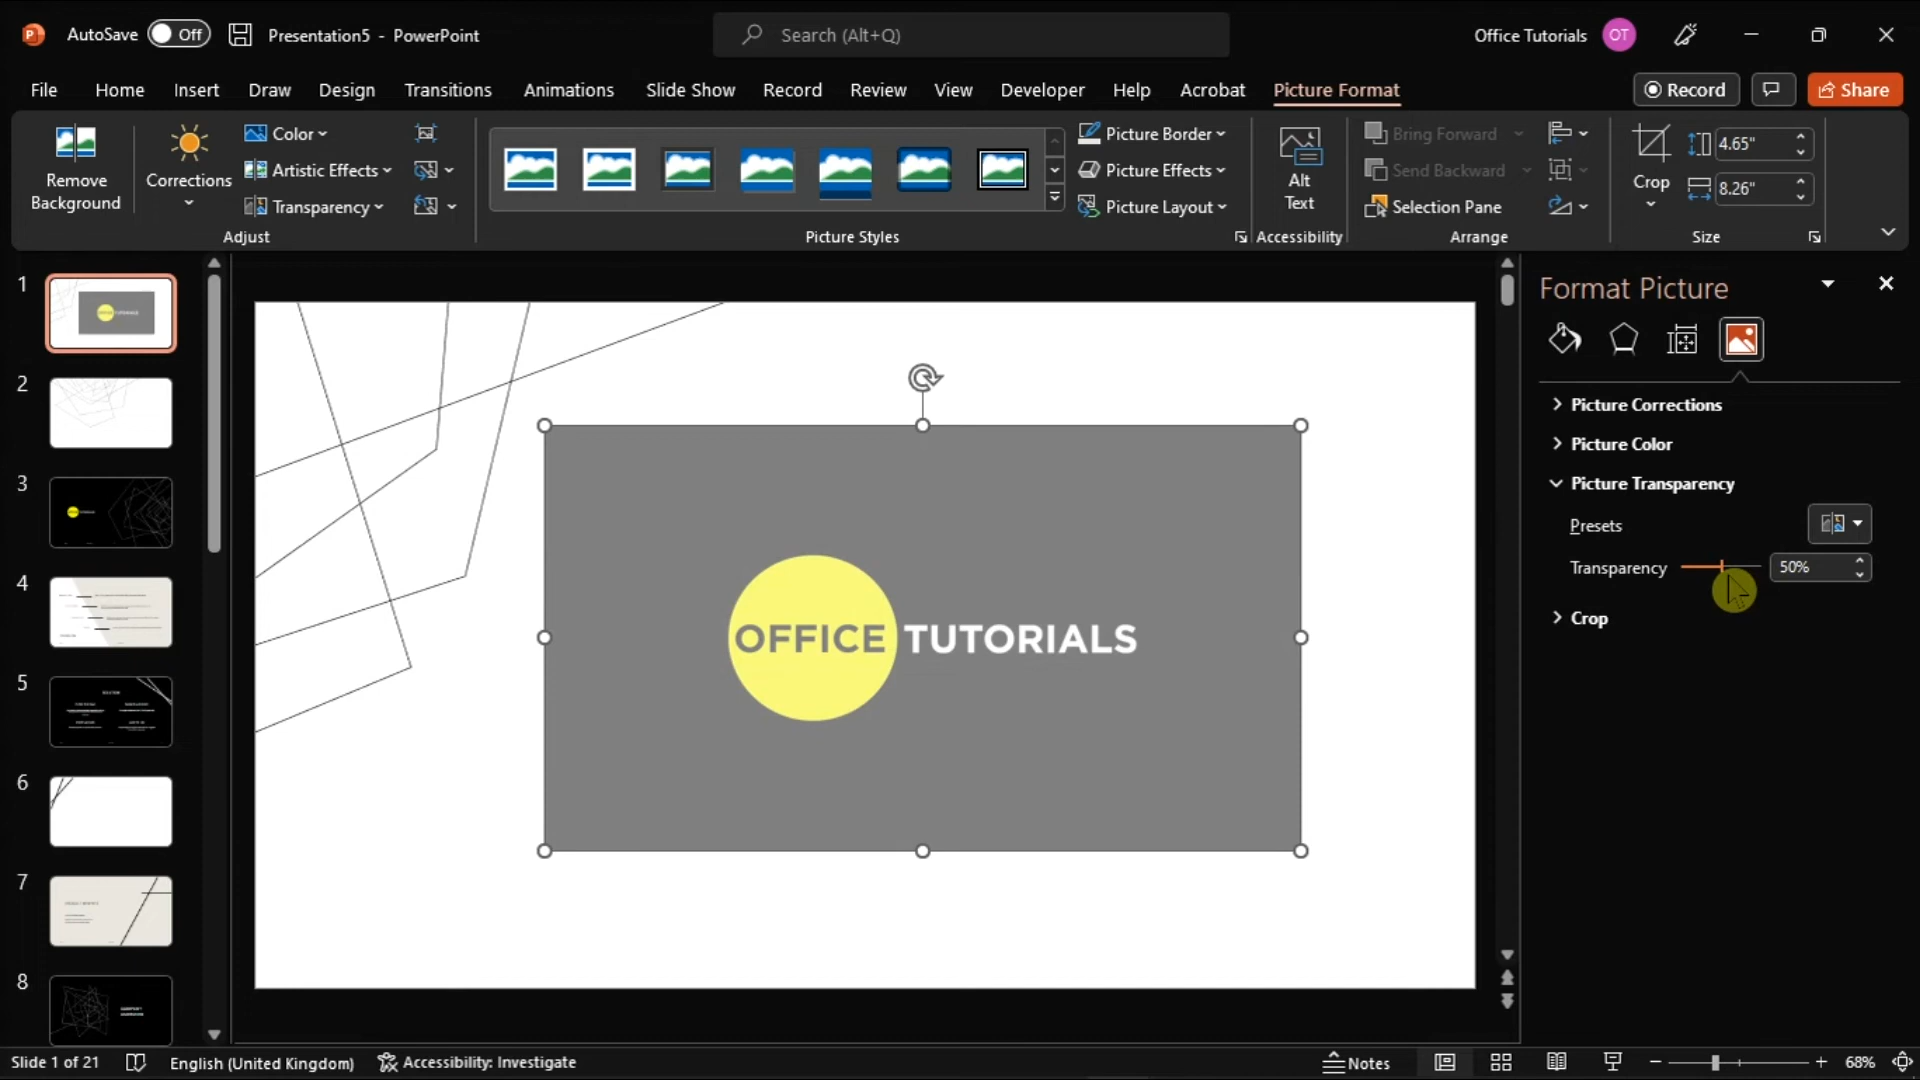 AutoSave Off Presentation5 - PowerPoint Search (Alt+Q) Office Tutorials OT
File Home Insert Draw Design Transitions Animations Slide Show Record Review View Developer Help Acrobat Picture Format Record Share
Remove Background
Corrections
Color
Artistic Effects
Transparency
Adjust
Picture Styles
Picture Border
Picture Effects
Picture Layout
Alt Text
Accessibility
Bring Forward
Send Backward
Selection Pane
Arrange
Crop
4.65"
8.26"
Size
1
2
3
4
5
6
7
8
OFFICE TUTORIALS
Format Picture
Picture Corrections
Picture Color
Picture Transparency
Presets
Transparency 50%
Crop
Slide 1 of 21 English (United Kingdom) Accessibility: Investigate Notes 68%